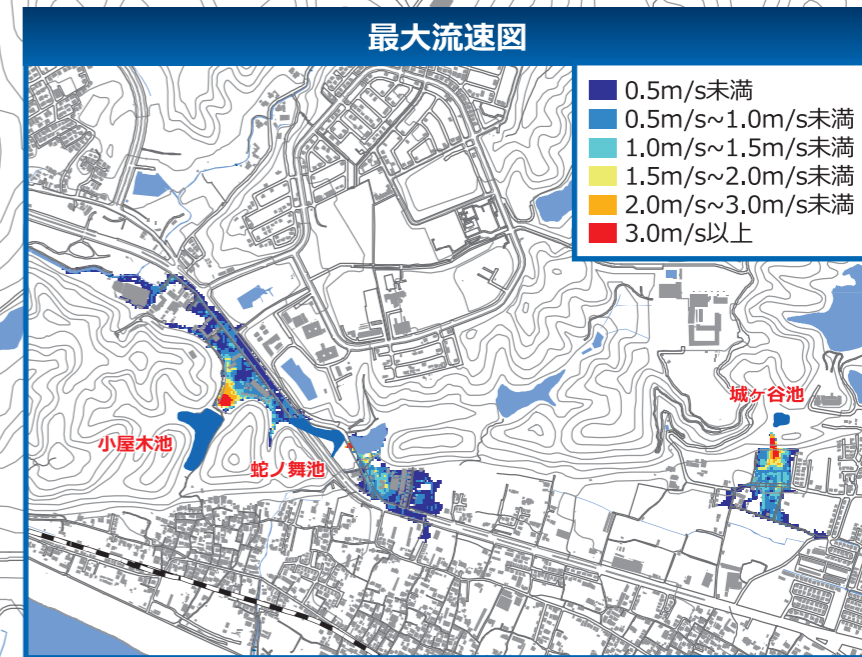 最大流速図
0.5m/s未満
0.5m/s~1.0m/s未満
1.0m/s~1.5m/s未満
1.5m/s~2.0m/s未満
2.0m/s~3.0m/s未満
3.0m/s以上
城ヶ谷池
小屋木池
蛇ノ舞池